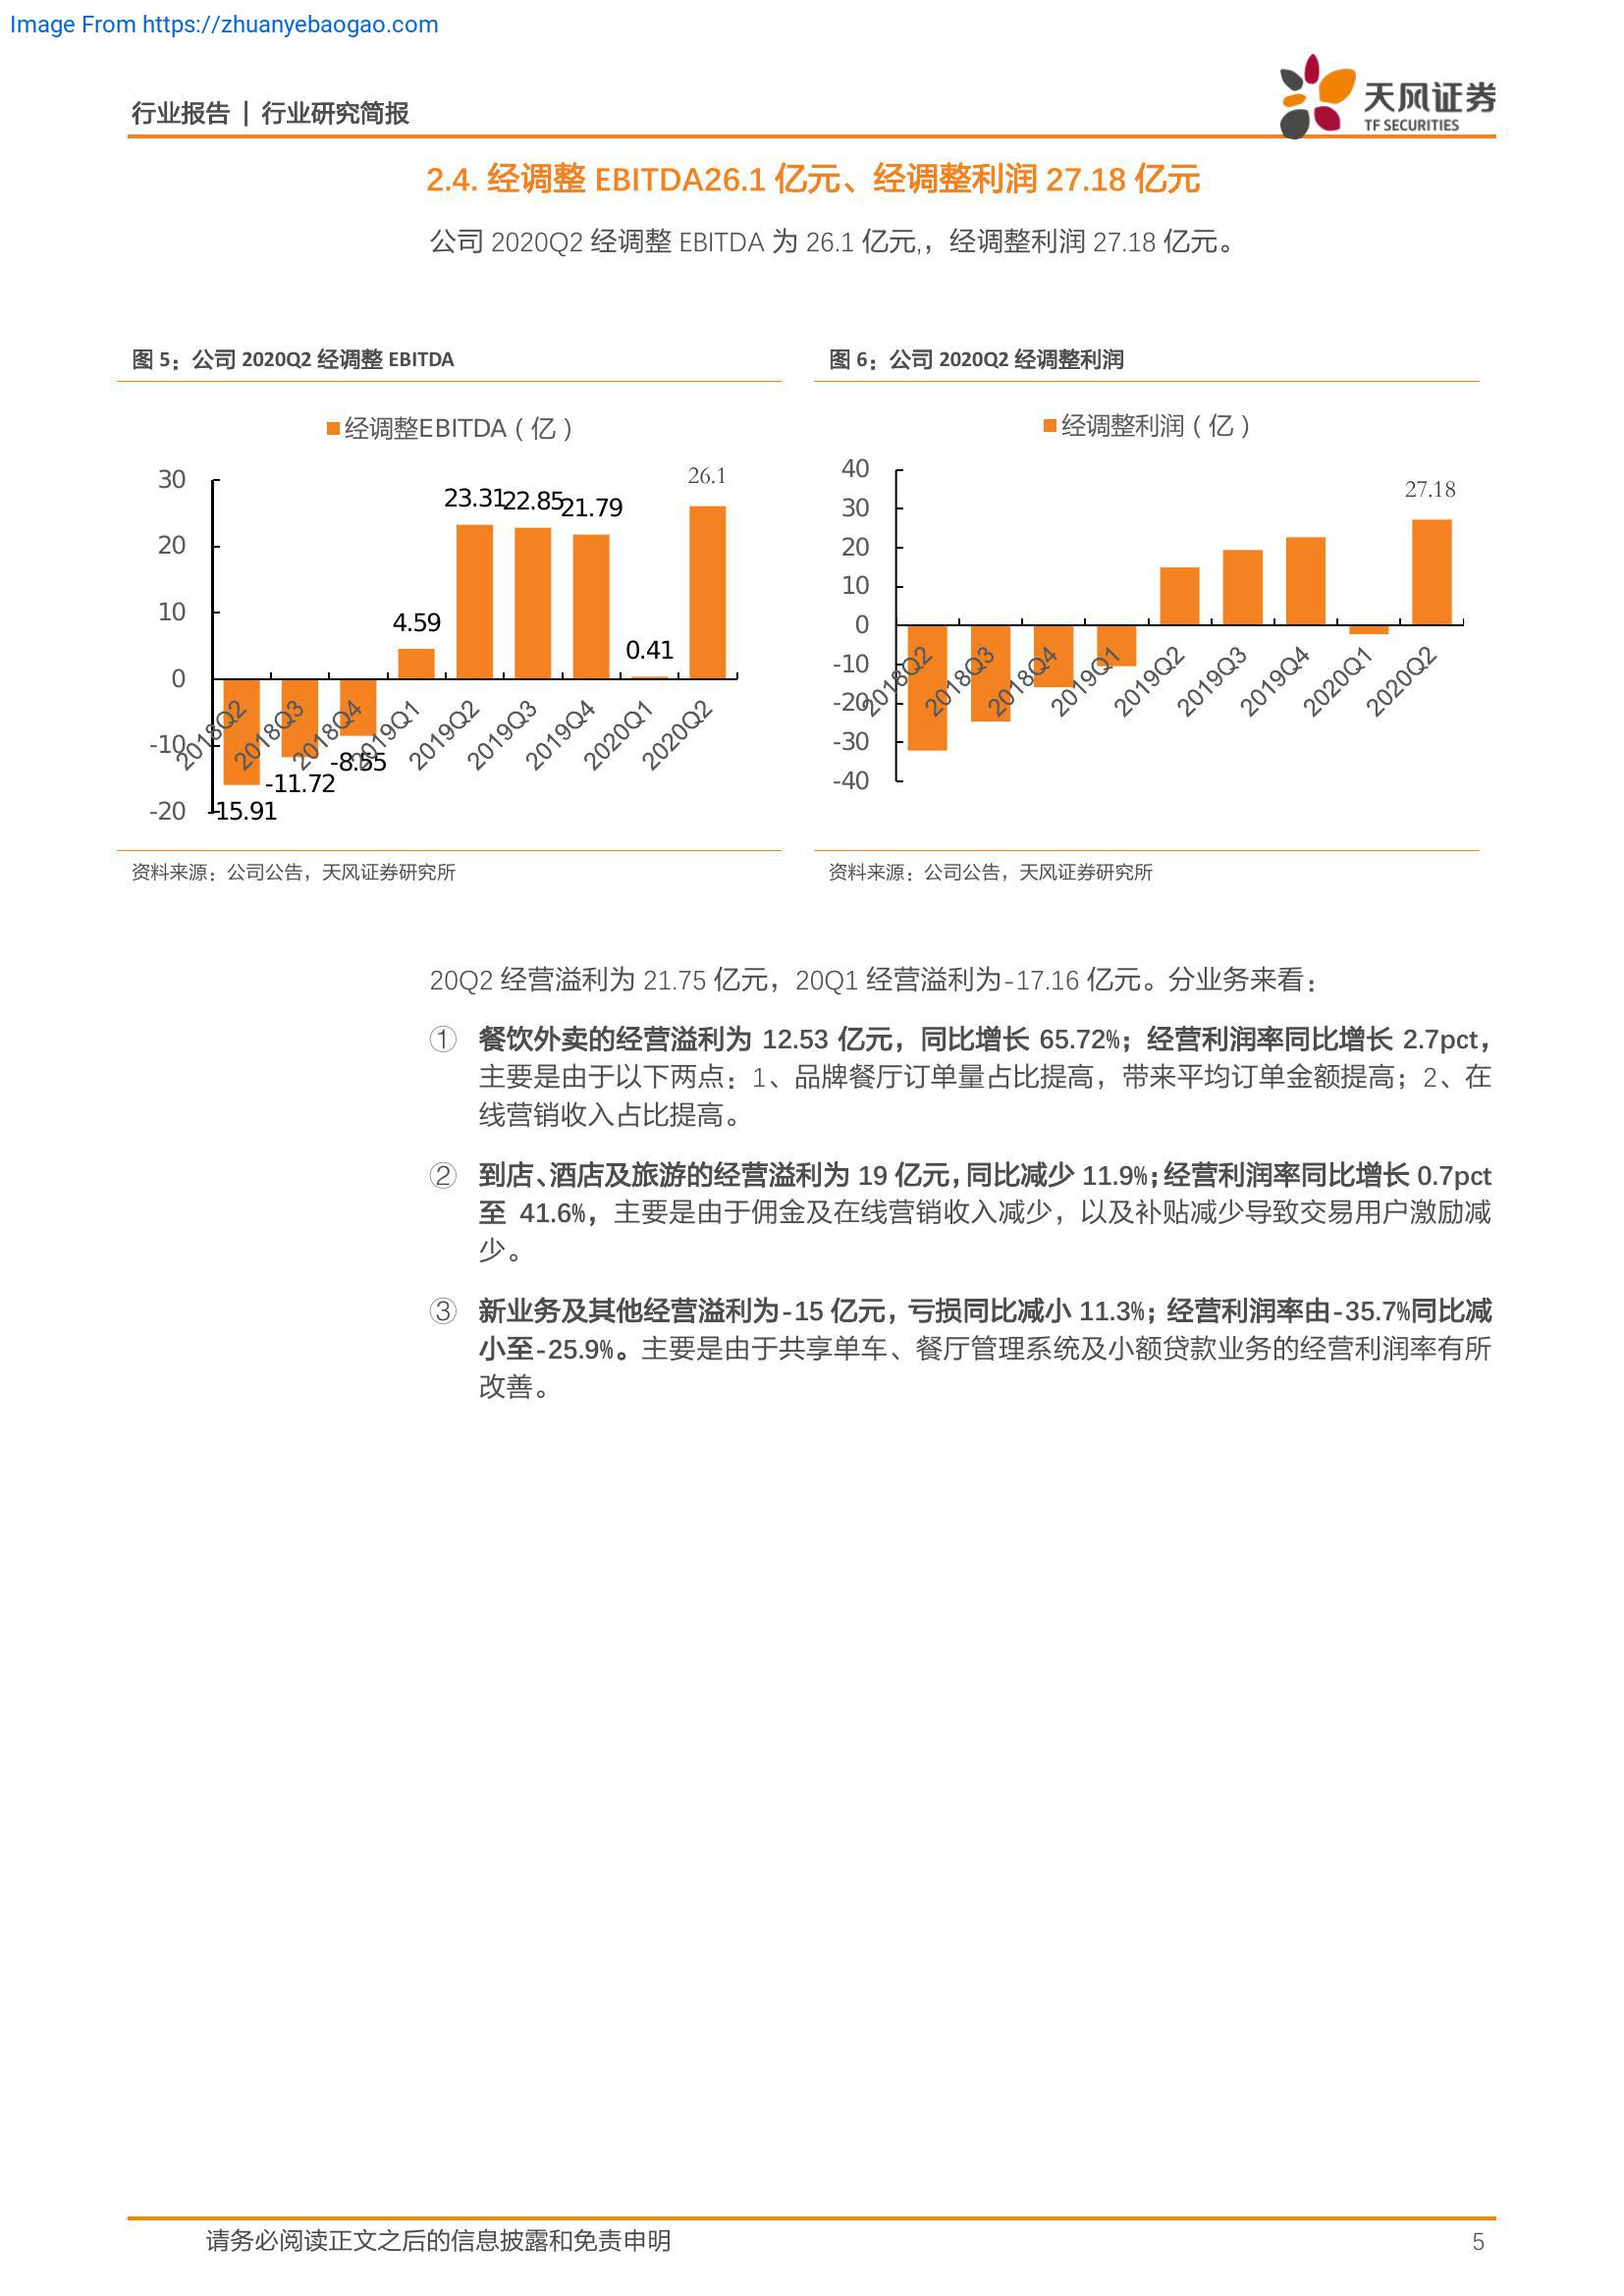 Image From https://zhuanyebaogao.com
行业报告 | 行业研究简报
天风证券
TF SECURITIES
2.4. 经调整 EBITDA26.1 亿元、经调整利润 27.18 亿元
公司 2020Q2 经调整 EBITDA 为 26.1 亿元,，经调整利润 27.18 亿元。
图 5：公司 2020Q2 经调整 EBITDA
经调整EBITDA（亿）
30
20
10
0
-10
-20
-15.91
-11.72
-8.55
4.59
23.31
22.85
21.79
0.41
26.1
2018Q2
2018Q3
2018Q4
2019Q1
2019Q2
2019Q3
2019Q4
2020Q1
2020Q2
资料来源：公司公告，天风证券研究所
图 6：公司 2020Q2 经调整利润
经调整利润（亿）
40
30
20
10
0
-10
-20
-30
-40
27.18
2018Q2
2018Q3
2018Q4
2019Q1
2019Q2
2019Q3
2019Q4
2020Q1
2020Q2
资料来源：公司公告，天风证券研究所
20Q2 经营溢利为 21.75 亿元，20Q1 经营溢利为-17.16 亿元。分业务来看：
① 餐饮外卖的经营溢利为 12.53 亿元，同比增长 65.72%；经营利润率同比增长 2.7pct，
主要是由于以下两点：1、品牌餐厅订单量占比提高，带来平均订单金额提高；2、在
线营销收入占比提高。
② 到店、酒店及旅游的经营溢利为 19 亿元，同比减少 11.9%；经营利润率同比增长 0.7pct
至 41.6%，主要是由于佣金及在线营销收入减少，以及补贴减少导致交易用户激励减
少。
③ 新业务及其他经营溢利为-15 亿元，亏损同比减小 11.3%；经营利润率由-35.7%同比减
小至-25.9%。主要是由于共享单车、餐厅管理系统及小额贷款业务的经营利润率有所
改善。
请务必阅读正文之后的信息披露和免责申明
5